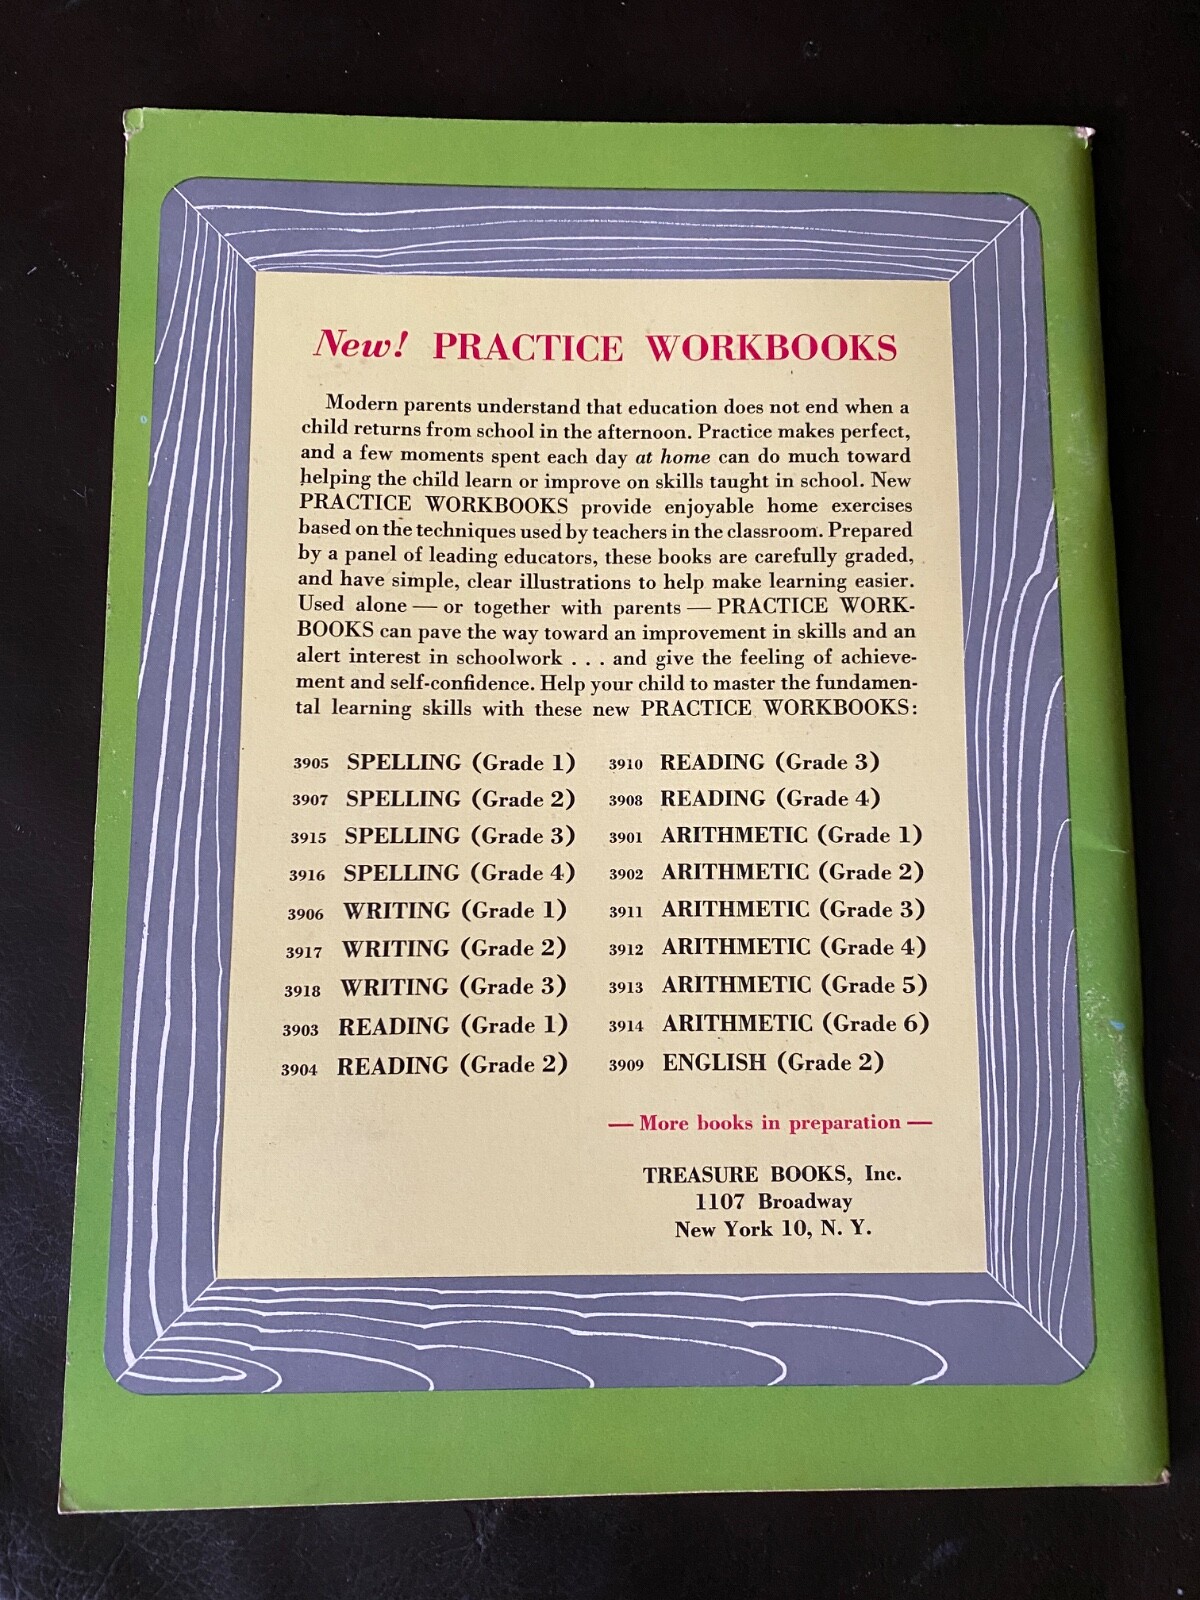 New! PRACTICE WORKBOOKS
Modern parents understand that education does not end when a
child returns from school in the afternoon. Practice makes perfect,
and a few moments spent each day at home can do much toward
helping the child learn or improve on skills taught in school. New
PRACTICE WORKBOOKS provide enjoyable home exercises
based on the techniques used by teachers in the classroom. Prepared
by a panel of leading educators, these books are carefully graded,
and have simple, clear illustrations to help make learning easier.
Used alone — or together with parents — PRACTICE WORK-
BOOKS can pave the way toward an improvement in skills and an
alert interest in schoolwork . . . and give the feeling of achieve-
ment and self-confidence. Help your child to master the fundamen-
tal learning skills with these new PRACTICE WORKBOOKS:
3905 SPELLING (Grade 1)
3907 SPELLING (Grade 2)
3915 SPELLING (Grade 3)
3916 SPELLING (Grade 4)
3906 WRITING (Grade 1)
3917 WRITING (Grade 2)
3918 WRITING (Grade 3)
3903 READING (Grade 1)
3904 READING (Grade 2)
3910 READING (Grade 3)
3908 READING (Grade 4)
3901 ARITHMETIC (Grade 1)
3902 ARITHMETIC (Grade 2)
3911 ARITHMETIC (Grade 3)
3912 ARITHMETIC (Grade 4)
3913 ARITHMETIC (Grade 5)
3914 ARITHMETIC (Grade 6)
3909 ENGLISH (Grade 2)
— More books in preparation —
TREASURE BOOKS, Inc.
1107 Broadway
New York 10, N. Y.